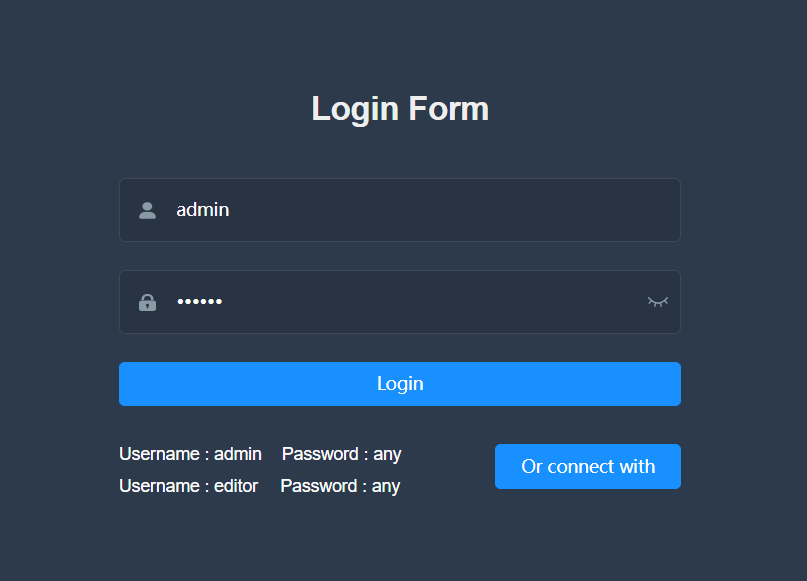 Login Form
admin
••••••
Login
Username : admin Password : any
Username : editor Password : any
Or connect with